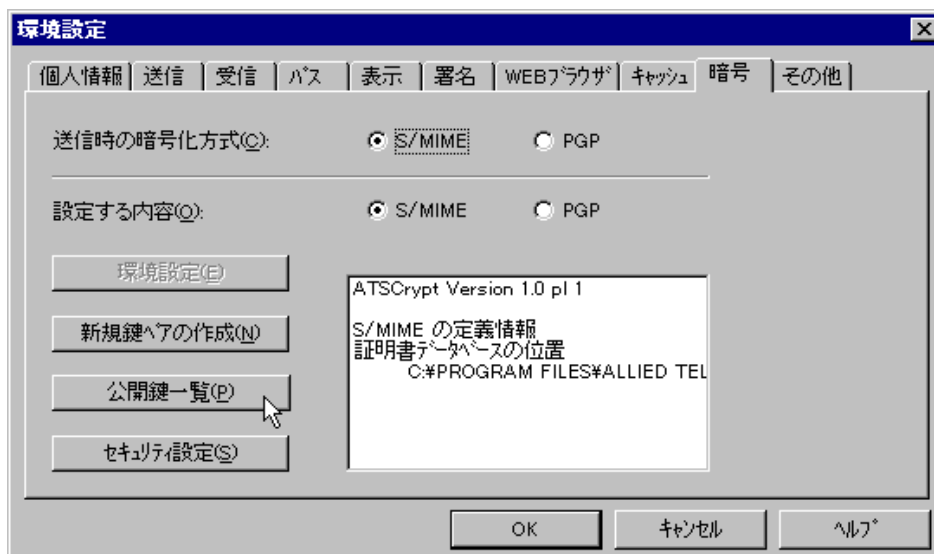 環境設定
個人情報 送信 受信 パス 表示 署名 WEBブラウザ キャッシュ 暗号 その他
送信時の暗号化方式(C): S/MIME PGP
設定する内容(O): S/MIME PGP
環境設定(E)
新規鍵ペアの作成(N)
公開鍵一覧(P)
セキュリティ設定(S)
ATSCrypt Version 1.0 pl 1
S/MIME の定義情報
証明書データベースの位置
C:¥PROGRAM FILES¥ALLIED TEL
OK キャンセル ヘルプ